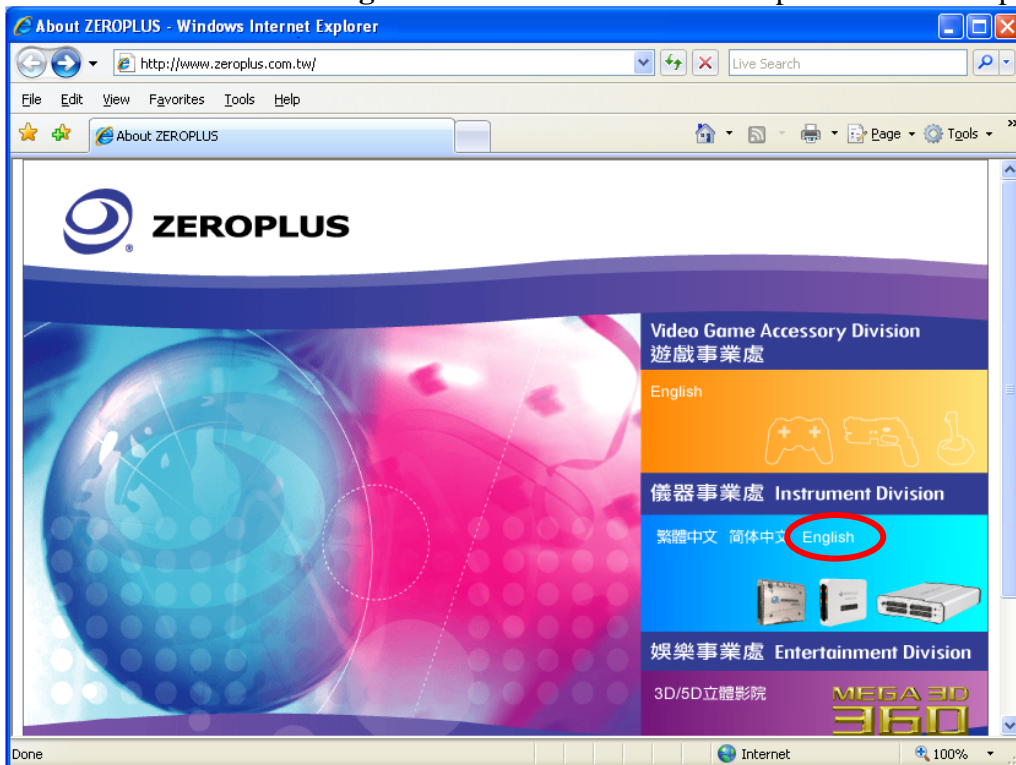 About ZEROPLUS - Windows Internet Explorer
http://www.zeroplus.com.tw/
Live Search
File Edit View Favorites Tools Help
About ZEROPLUS
Page Tools
ZEROPLUS
Video Game Accessory Division
遊戲事業處
English
儀器事業處 Instrument Division
繁體中文 简体中文 English
娛樂事業處 Entertainment Division
3D/5D立體影院
MEGA 3D
360
Done
Internet
100%